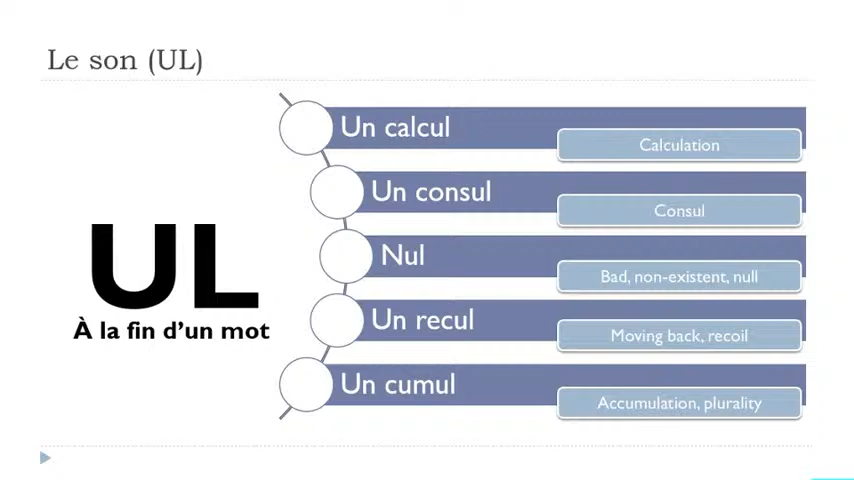 Le son (UL)
Un calcul
Calculation
Un consul
Consul
Nul
Bad, non-existent, null
Un recul
Moving back, recoil
Un cumul
Accumulation, plurality
UL
À la fin d’un mot